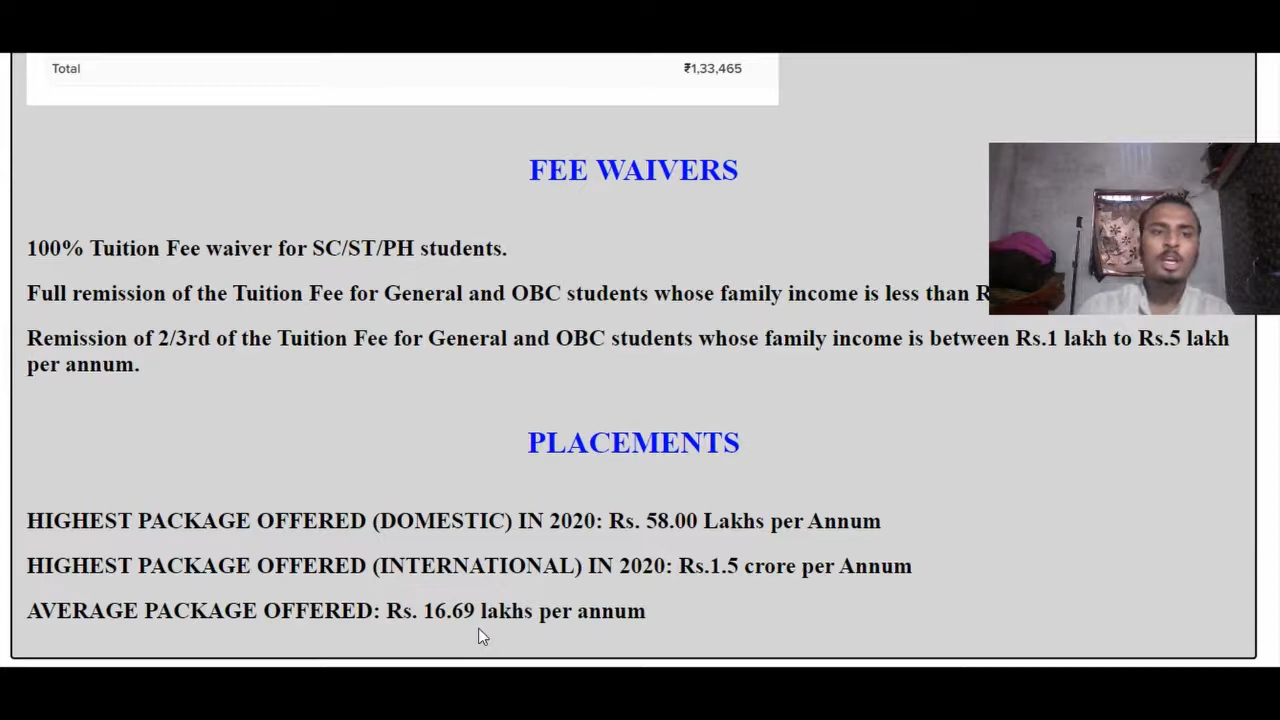 Total ₹1,33,465
FEE WAIVERS
100% Tuition Fee waiver for SC/ST/PH students.
Full remission of the Tuition Fee for General and OBC students whose family income is less than
Remission of 2/3rd of the Tuition Fee for General and OBC students whose family income is between Rs.1 lakh to Rs.5 lakh
per annum.
PLACEMENTS
HIGHEST PACKAGE OFFERED (DOMESTIC) IN 2020: Rs. 58.00 Lakhs per Annum
HIGHEST PACKAGE OFFERED (INTERNATIONAL) IN 2020: Rs.1.5 crore per Annum
AVERAGE PACKAGE OFFERED: Rs. 16.69 lakhs per annum